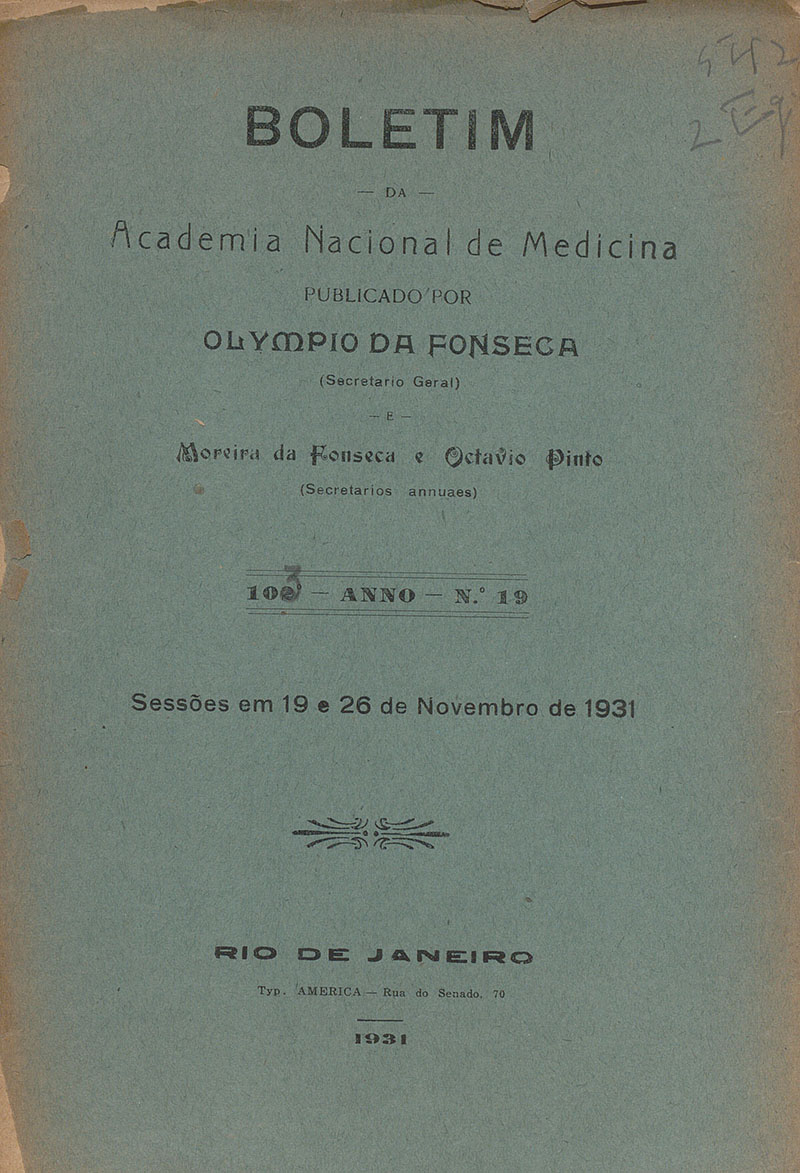 BOLETIM
— DA —
Academia Nacional de Medicina
PUBLICADO POR
OLYMPIO DA FONSECA
(Secretario Geral)
— E —
Moreira da Fonseca e Octavio Pinto
(Secretarios annuaes)
103 — ANNO — N.º 19
Sessões em 19 e 26 de Novembro de 1931
RIO DE JANEIRO
Typ. AMERICA — Rua do Senado, 70
1931